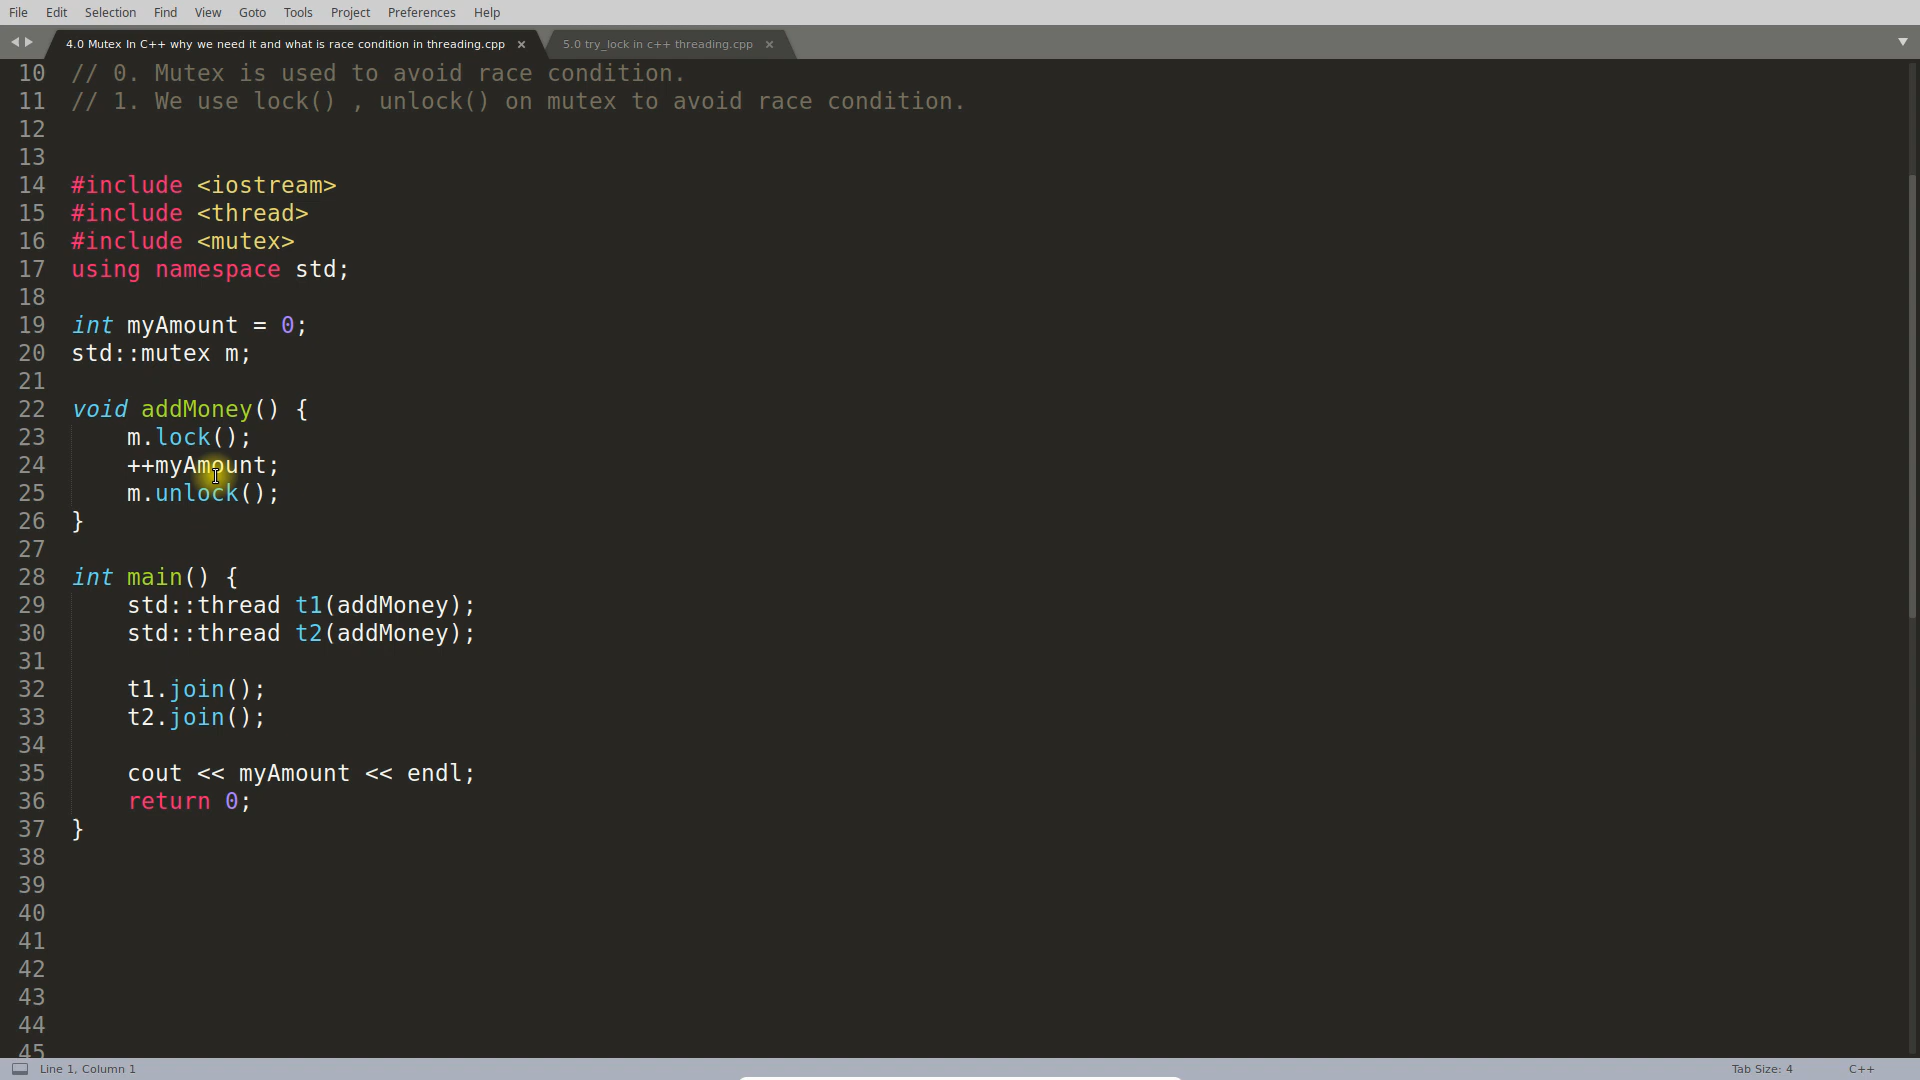 File Edit Selection Find View Goto Tools Project Preferences Help
4.0 Mutex In C++ why we need it and what is race condition in threading.cpp × 5.0 try_lock in c++ threading.cpp ×
10 // 0. Mutex is used to avoid race condition.
11 // 1. We use lock() , unlock() on mutex to avoid race condition.
12
13
14 #include <iostream>
15 #include <thread>
16 #include <mutex>
17 using namespace std;
18
19 int myAmount = 0;
20 std::mutex m;
21
22 void addMoney() {
23     m.lock();
24     ++myAmount;
25     m.unlock();
26 }
27
28 int main() {
29     std::thread t1(addMoney);
30     std::thread t2(addMoney);
31
32     t1.join();
33     t2.join();
34
35     cout << myAmount << endl;
36     return 0;
37 }
38
39
40
41
42
43
44
45
Line 1, Column 1 Tab Size: 4 C++